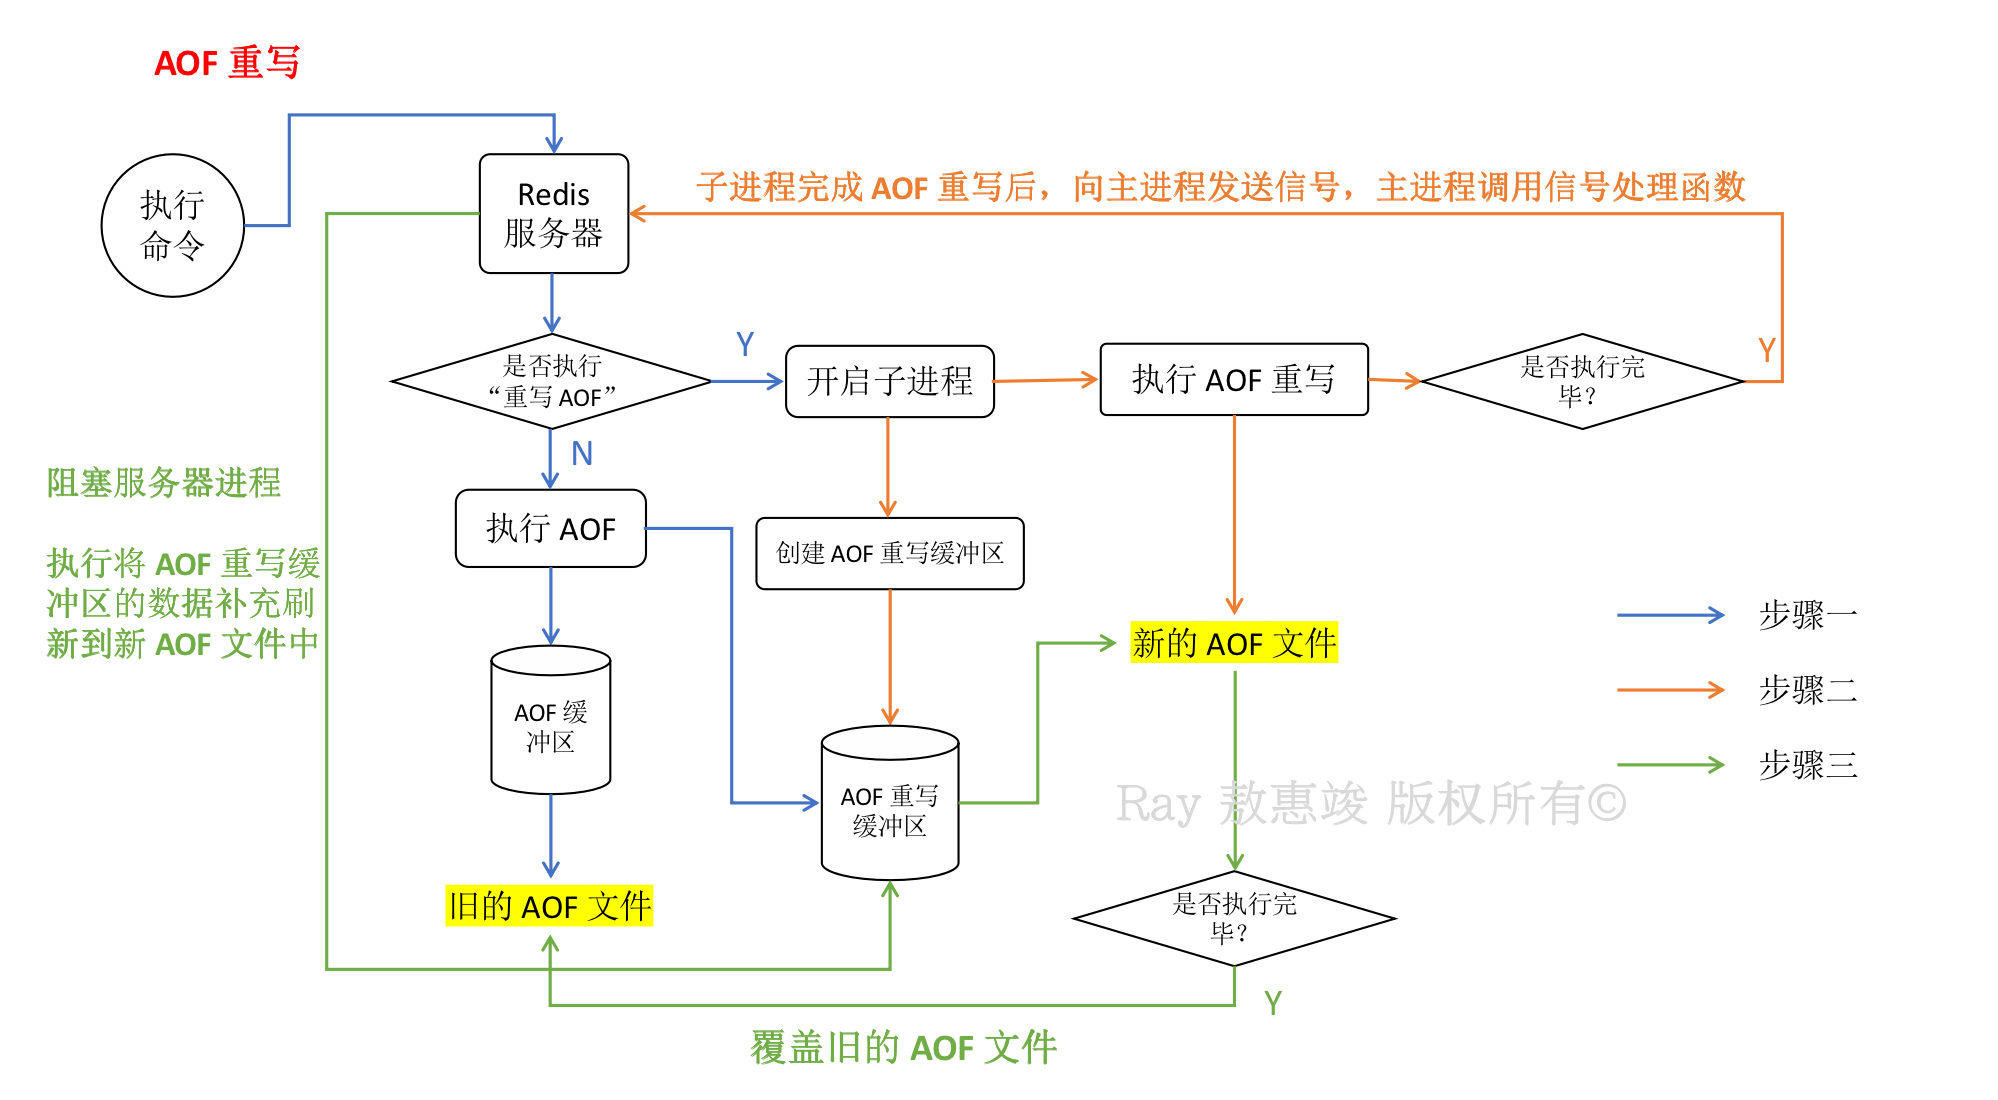 AOF 重写
执行
命令
Redis
服务器
子进程完成 AOF 重写后，向主进程发送信号，主进程调用信号处理函数
是否执行
“重写 AOF”
Y
开启子进程
执行 AOF 重写
是否执行完
毕？
Y
N
阻塞服务器进程
执行将 AOF 重写缓
冲区的数据补充刷
新到新 AOF 文件中
执行 AOF
创建 AOF 重写缓冲区
新的 AOF 文件
步骤一
步骤二
步骤三
AOF 缓
冲区
AOF 重写
缓冲区
Ray 敖惠竣 版权所有©
旧的 AOF 文件
是否执行完
毕？
Y
覆盖旧的 AOF 文件